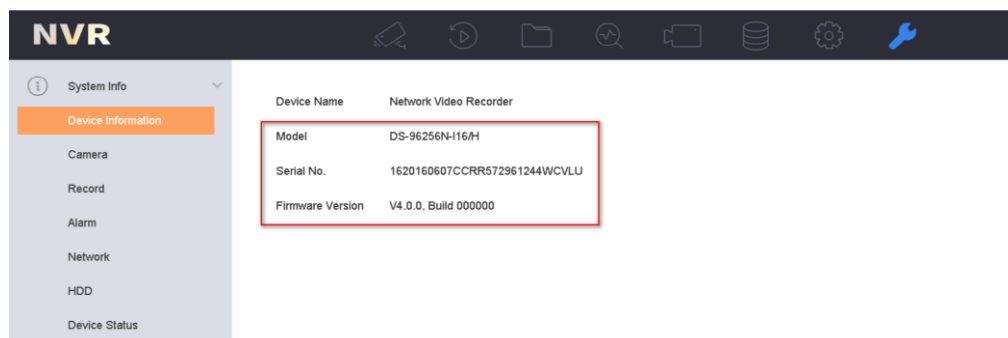 NVR
System Info
Device Information
Camera
Record
Alarm
Network
HDD
Device Status
Device Name Network Video Recorder
Model DS-96256N-I16/H
Serial No. 1620160607CCRR572961244WCVLU
Firmware Version V4.0.0, Build 000000